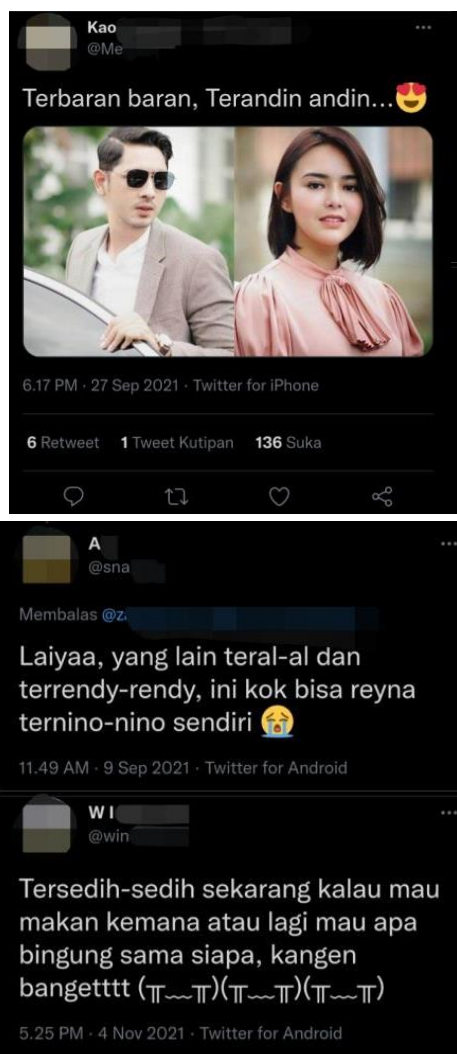 Kao
@Me
Terbaran baran, Terandin andin...😍
6.17 PM · 27 Sep 2021 · Twitter for iPhone
6 Retweet 1 Tweet Kutipan 136 Suka
A
@sna
Membalas @z
Laiyaa, yang lain teral-al dan
terrendy-rendy, ini kok bisa reyna
ternino-nino sendiri 😭
11.49 AM · 9 Sep 2021 · Twitter for Android
W I
@win
Tersedih-sedih sekarang kalau mau
makan kemana atau lagi mau apa
bingung sama siapa, kangen
bangetttt (╥﹏╥)(╥﹏╥)(╥﹏╥)
5.25 PM · 4 Nov 2021 · Twitter for Android